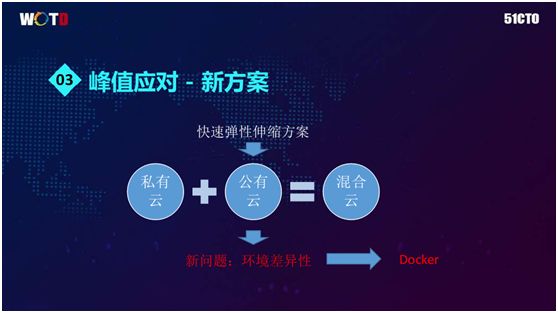 WOTD
51CTO
03
峰值应对 - 新方案
快速弹性伸缩方案
私有
云
公有
云
混合
云
新问题：环境差异性
Docker